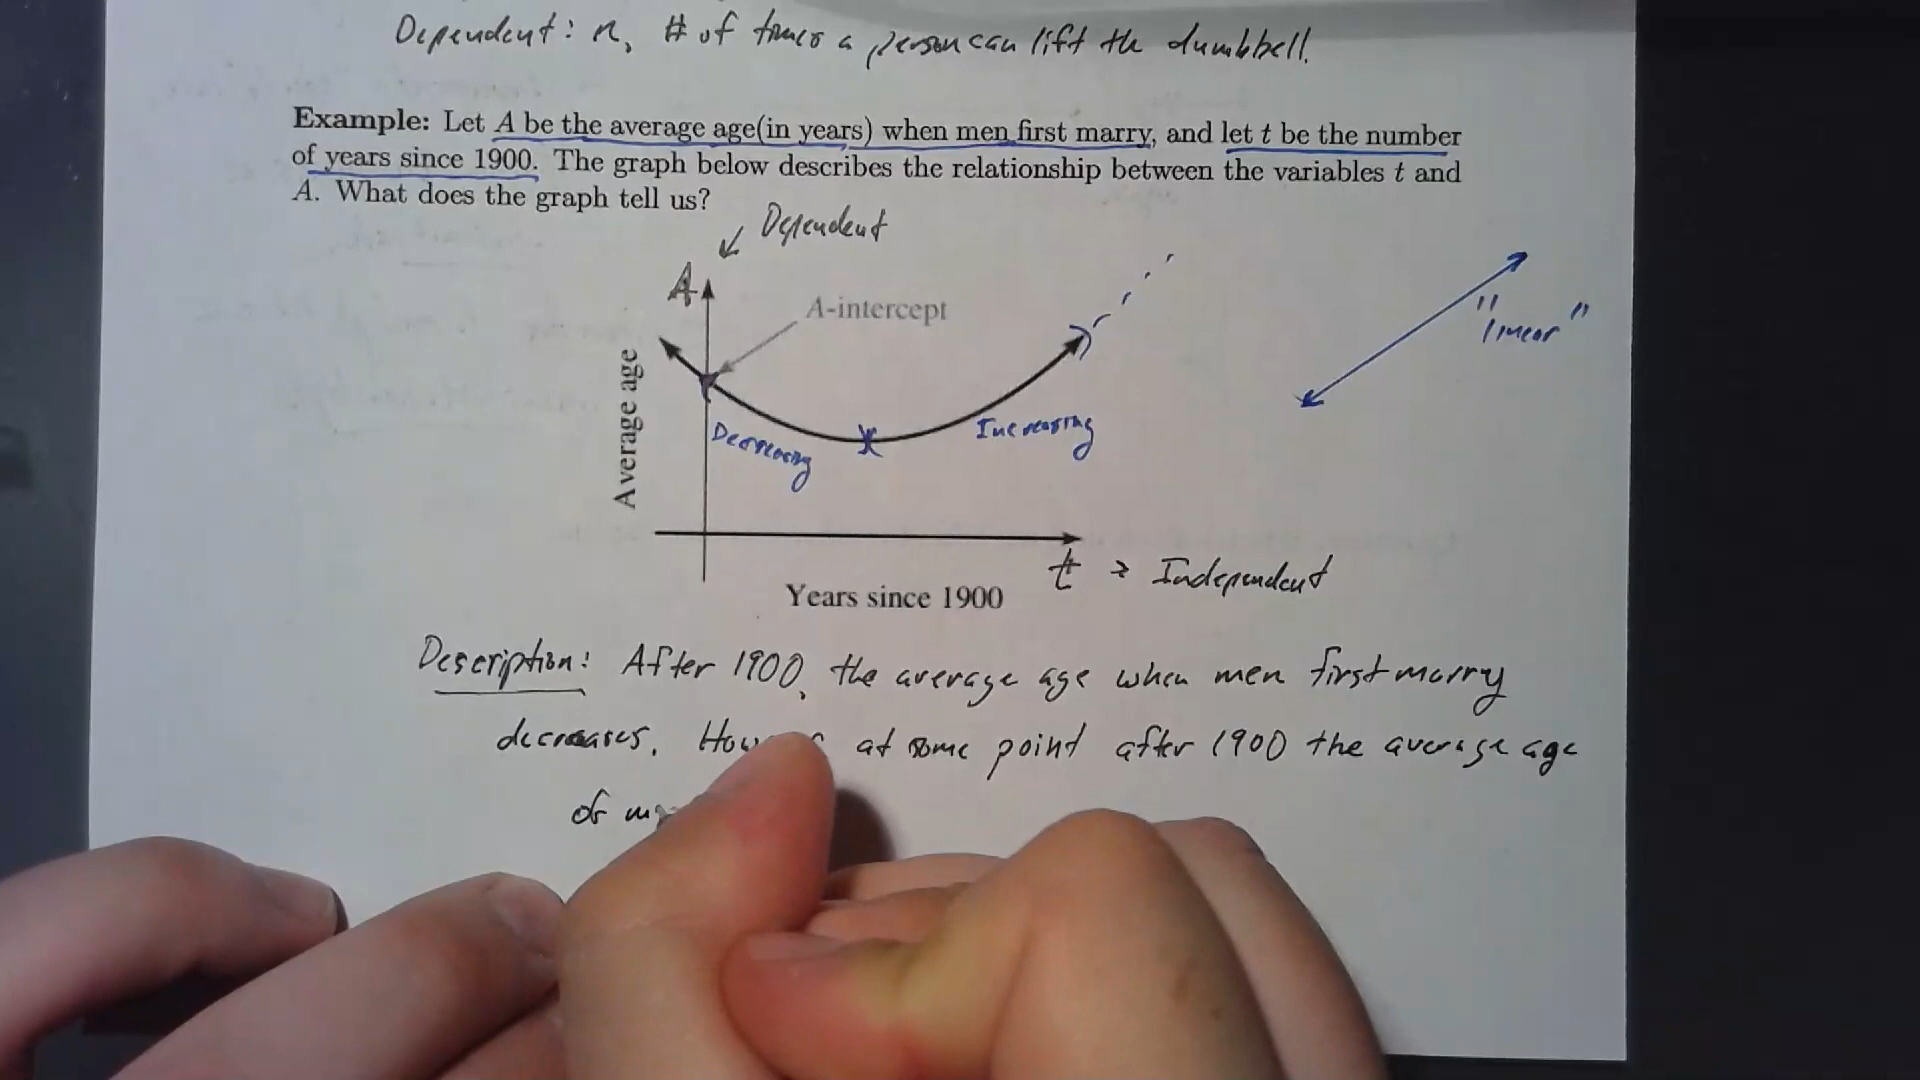 Dependent: n, # of times a person can lift the dumbbell.
Example: Let A be the average age(in years) when men first marry, and let t be the number
of years since 1900. The graph below describes the relationship between the variables t and
A. What does the graph tell us?
Dependent
A
A-intercept
"linear"
Average age
Decreasing
Increasing
t → Independent
Years since 1900
Description: After 1900, the average age when men first marry
decreases. at some point after 1900 the average age
of